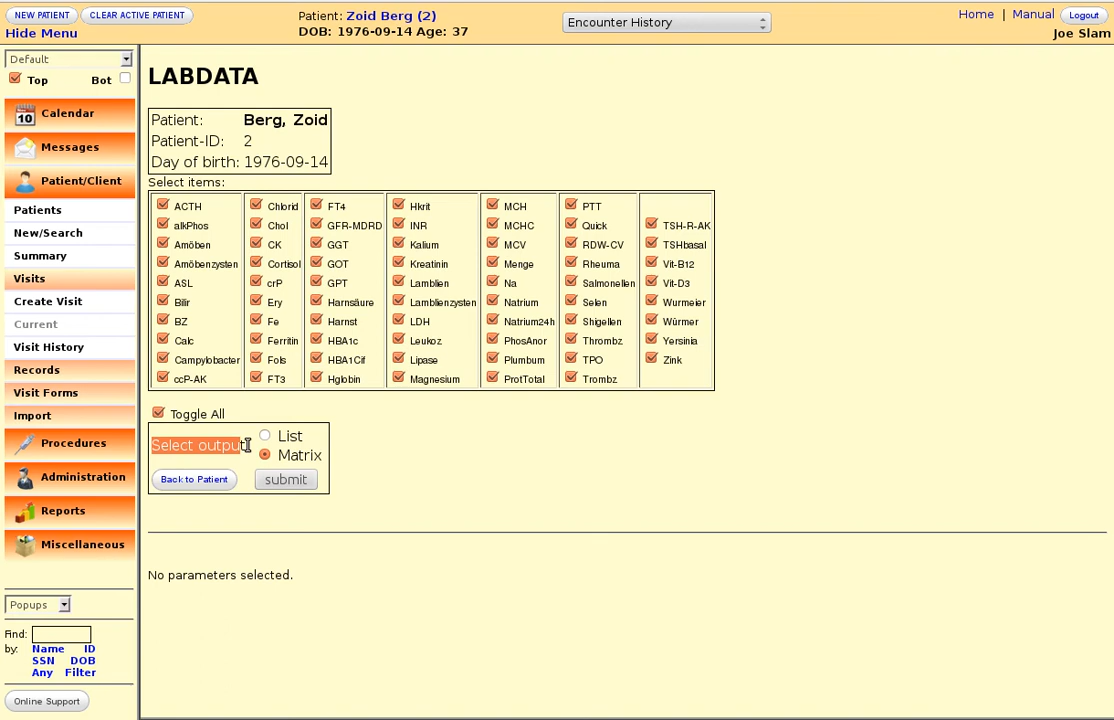 NEW PATIENT
CLEAR ACTIVE PATIENT
Hide Menu
Patient: Zoid Berg (2)
DOB: 1976-09-14 Age: 37
Encounter History
Home | Manual
Logout
Joe Slam
Default
Top
Bot
10
Calendar
Messages
Patient/Client
Patients
New/Search
Summary
Visits
Create Visit
Current
Visit History
Records
Visit Forms
Import
Procedures
Administration
Reports
Miscellaneous
Popups
Find:
by: Name ID
SSN DOB
Any Filter
Online Support
LABDATA
Patient: Berg, Zoid
Patient-ID: 2
Day of birth: 1976-09-14
Select items:
ACTH
alkPhos
Amöben
Amöbenzysten
ASL
Bilir
BZ
Calc
Campylobacter
ccP-AK
Chlorid
Chol
CK
Cortisol
crP
Ery
Fe
Ferritin
Fols
FT3
FT4
GFR-MDRD
GGT
GOT
GPT
Harnsäure
Harnst
HBA1c
HBA1Cif
Hglobin
Hkrit
INR
Kalium
Kreatinin
Lamblien
Lamblienzysten
LDH
Leukoz
Lipase
Magnesium
MCH
MCHC
MCV
Menge
Na
Natrium
Natrium24h
PhosAnor
Plumbum
ProtTotal
PTT
Quick
RDW-CV
Rheuma
Salmonellen
Selen
Shigellen
Thrombz
TPO
Trombz
TSH-R-AK
TSHbasal
Vit-B12
Vit-D3
Wurmeier
Würmer
Yersinia
Zink
Toggle All
Select output
List
Matrix
Back to Patient
submit
No parameters selected.